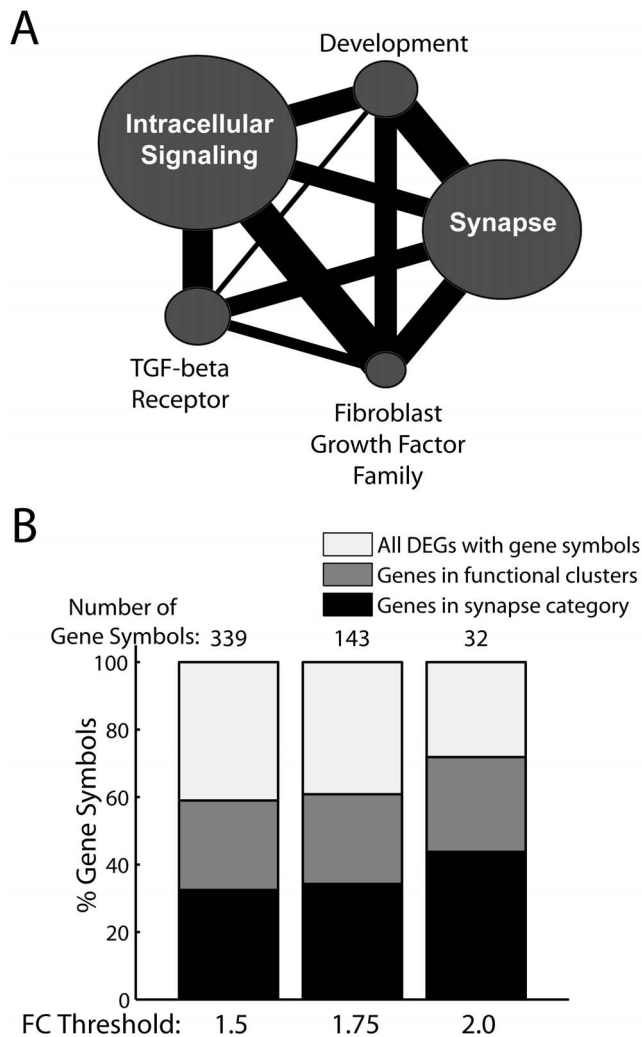 A
Development
Intracellular
Signaling
Synapse
TGF-beta
Receptor
Fibroblast
Growth Factor
Family
B
All DEGs with gene symbols
Genes in functional clusters
Genes in synapse category
Number of
Gene Symbols: 339 143 32
% Gene Symbols
100
80
60
40
20
0
FC Threshold: 1.5 1.75 2.0